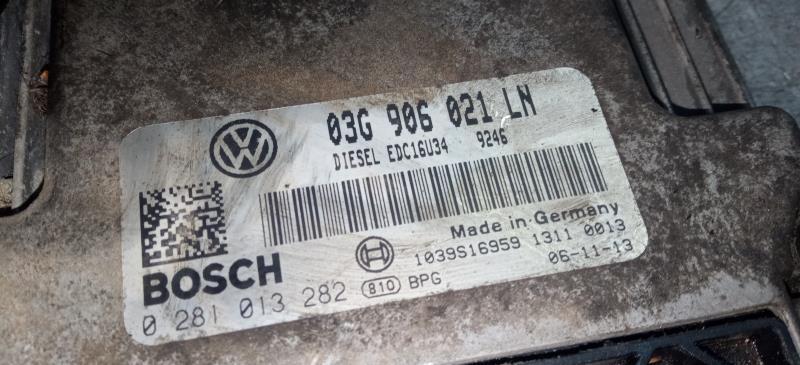 03G 906 021 LN
DIESEL EDC16U34 9246
Made in Germany
BOSCH
1039S16959 1311 0013
0 281 013 282 810 BPG
06-11-13